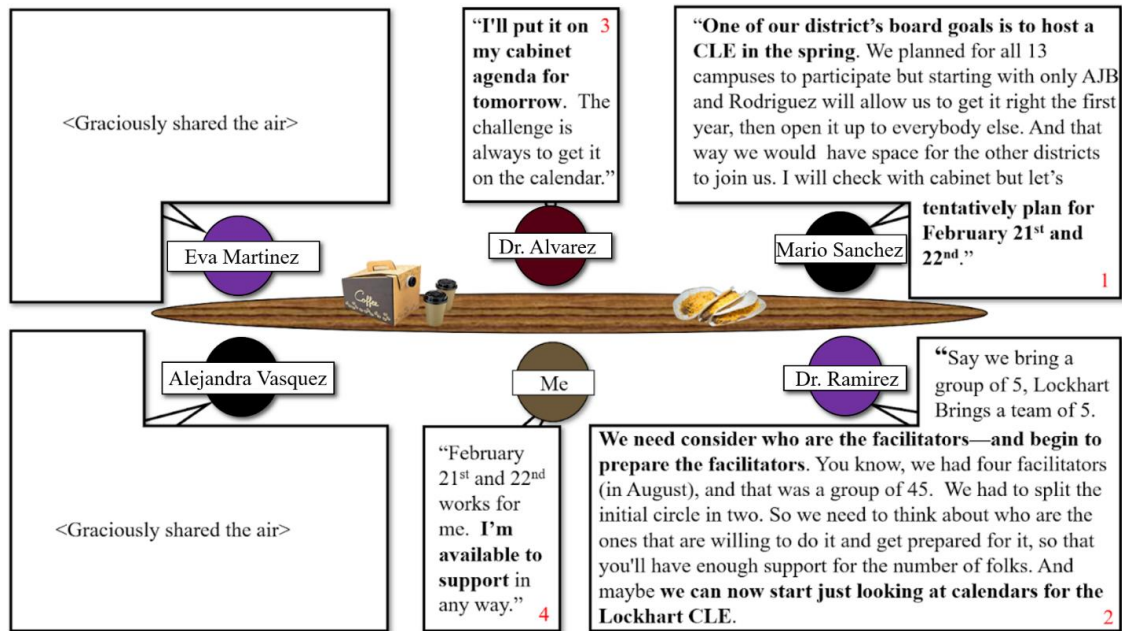 <Graciously shared the air>
Eva Martinez
“I'll put it on 3
my cabinet
agenda for
tomorrow. The
challenge is
always to get it
on the calendar.”
Dr. Alvarez
“One of our district’s board goals is to host a
CLE in the spring. We planned for all 13
campuses to participate but starting with only AJB
and Rodriguez will allow us to get it right the first
year, then open it up to everybody else. And that
way we would have space for the other districts
to join us. I will check with cabinet but let’s
tentatively plan for
February 21st and
22nd.”
1
Mario Sanchez
Coffee
Alejandra Vasquez
<Graciously shared the air>
Me
“February
21st and 22nd
works for
me. I’m
available to
support in
any way.”
4
Dr. Ramirez
“Say we bring a
group of 5, Lockhart
Brings a team of 5.
We need consider who are the facilitators—and begin to
prepare the facilitators. You know, we had four facilitators
(in August), and that was a group of 45. We had to split the
initial circle in two. So we need to think about who are the
ones that are willing to do it and get prepared for it, so that
you'll have enough support for the number of folks. And
maybe we can now start just looking at calendars for the
Lockhart CLE.
2